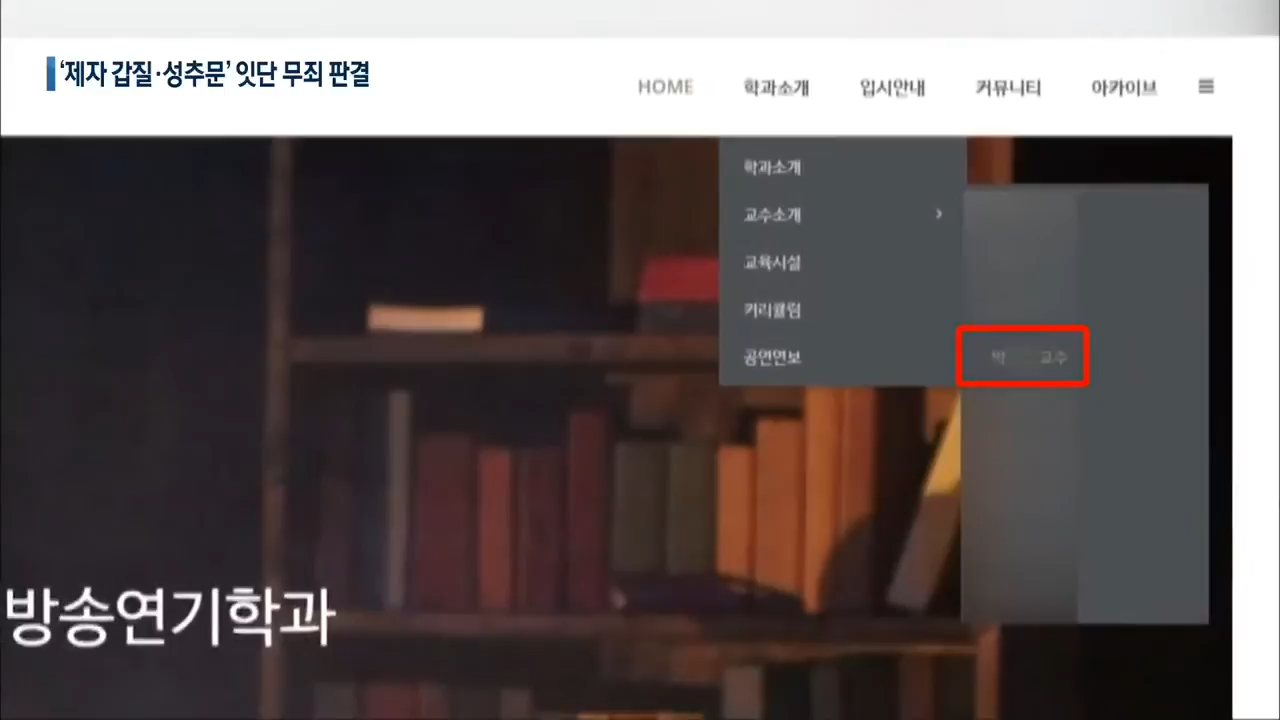 ‘제자 갑질·성추문’ 잇단 무죄 판결
HOME 학과소개 입시안내 커뮤니티 아카이브
학과소개
교수소개
교육시설
커리큘럼
공연연보
박 교수
방송연기학과